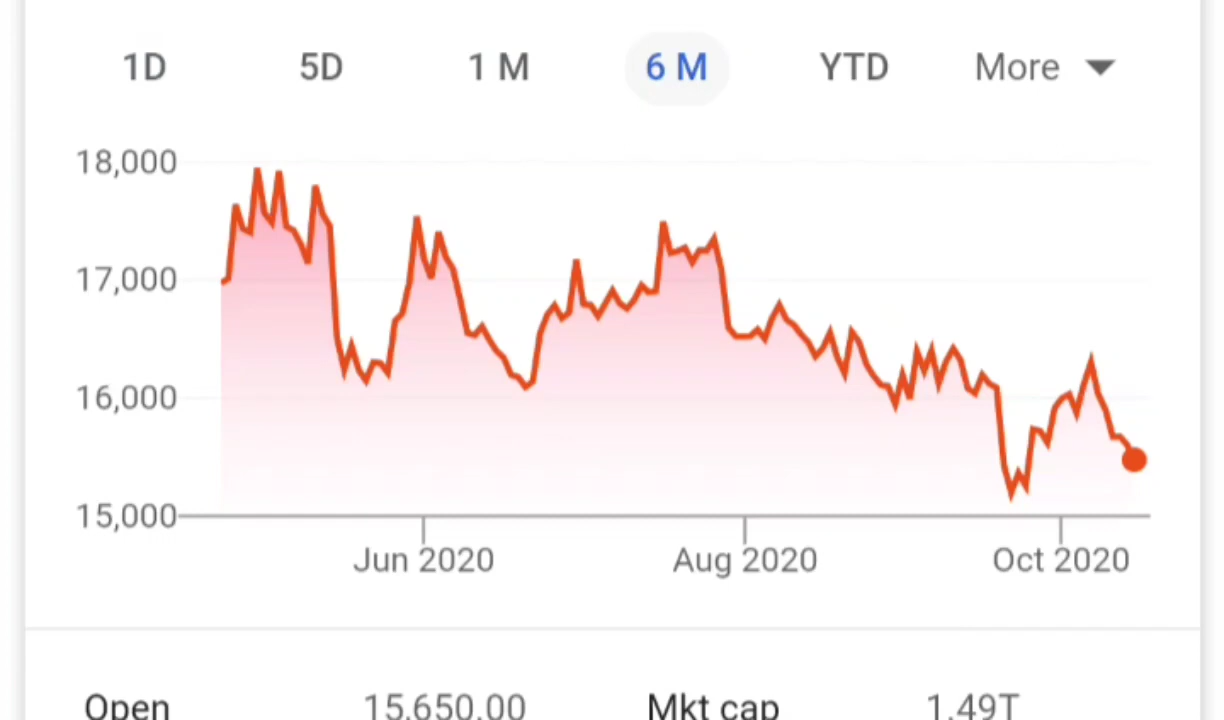 1D 5D 1 M 6 M YTD More
18,000
17,000
16,000
15,000
Jun 2020 Aug 2020 Oct 2020
Open 15,650.00 Mkt cap 1.49T